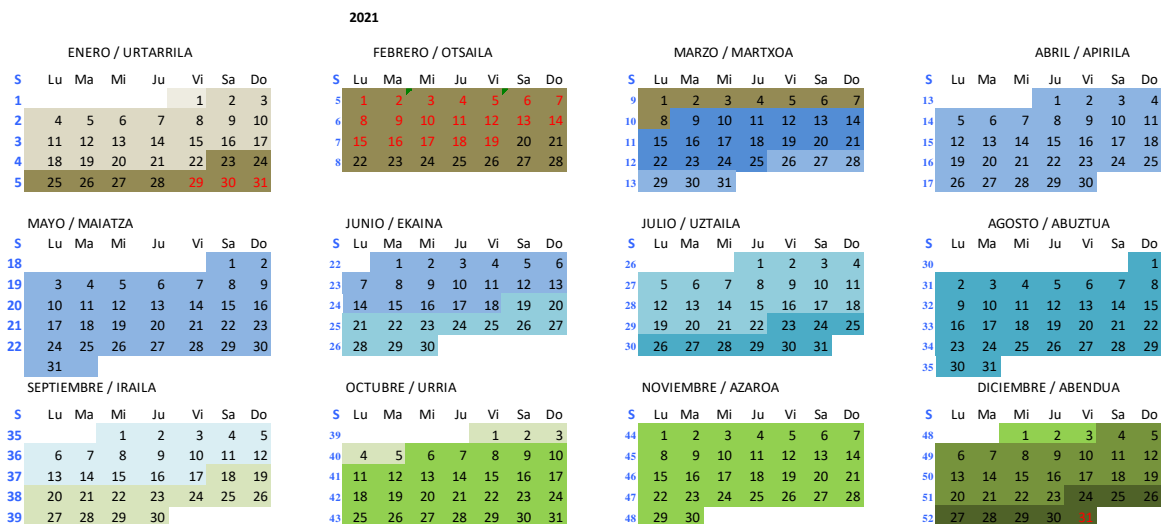 2021
ENERO / URTARRILA FEBRERO / OTSAILA MARZO / MARTXOA ABRIL / APIRILA
S Lu Ma Mi Ju Vi Sa Do S Lu Ma Mi Ju Vi Sa Do S Lu Ma Mi Ju Vi Sa Do S Lu Ma Mi Ju Vi Sa Do
1 1 2 3 5 1 2 3 4 5 6 7 9 1 2 3 4 5 6 7 13 1 2 3 4
2 4 5 6 7 8 9 10 6 8 9 10 11 12 13 14 10 8 9 10 11 12 13 14 14 5 6 7 8 9 10 11
3 11 12 13 14 15 16 17 7 15 16 17 18 19 20 21 11 15 16 17 18 19 20 21 15 12 13 14 15 16 17 18
4 18 19 20 21 22 23 24 8 22 23 24 25 26 27 28 12 22 23 24 25 26 27 28 16 19 20 21 22 23 24 25
5 25 26 27 28 29 30 31 13 29 30 31 17 26 27 28 29 30
MAYO / MAIATZA JUNIO / EKAINA JULIO / UZTAILA AGOSTO / ABUZTUA
S Lu Ma Mi Ju Vi Sa Do S Lu Ma Mi Ju Vi Sa Do S Lu Ma Mi Ju Vi Sa Do S Lu Ma Mi Ju Vi Sa Do
18 1 2 22 1 2 3 4 5 6 26 1 2 3 4 30 1
19 3 4 5 6 7 8 9 23 7 8 9 10 11 12 13 27 5 6 7 8 9 10 11 31 2 3 4 5 6 7 8
20 10 11 12 13 14 15 16 24 14 15 16 17 18 19 20 28 12 13 14 15 16 17 18 32 9 10 11 12 13 14 15
21 17 18 19 20 21 22 23 25 21 22 23 24 25 26 27 29 19 20 21 22 23 24 25 33 16 17 18 19 20 21 22
22 24 25 26 27 28 29 30 26 28 29 30 30 26 27 28 29 30 31 34 23 24 25 26 27 28 29
31 35 30 31
SEPTIEMBRE / IRAILA OCTUBRE / URRIA NOVIEMBRE / AZAROA DICIEMBRE / ABENDUA
S Lu Ma Mi Ju Vi Sa Do S Lu Ma Mi Ju Vi Sa Do S Lu Ma Mi Ju Vi Sa Do S Lu Ma Mi Ju Vi Sa Do
35 1 2 3 4 5 39 1 2 3 44 1 2 3 4 5 6 7 48 1 2 3 4 5
36 6 7 8 9 10 11 12 40 4 5 6 7 8 9 10 45 8 9 10 11 12 13 14 49 6 7 8 9 10 11 12
37 13 14 15 16 17 18 19 41 11 12 13 14 15 16 17 46 15 16 17 18 19 20 21 50 13 14 15 16 17 18 19
38 20 21 22 23 24 25 26 42 18 19 20 21 22 23 24 47 22 23 24 25 26 27 28 51 20 21 22 23 24 25 26
39 27 28 29 30 43 25 26 27 28 29 30 31 48 29 30 52 27 28 29 30 31